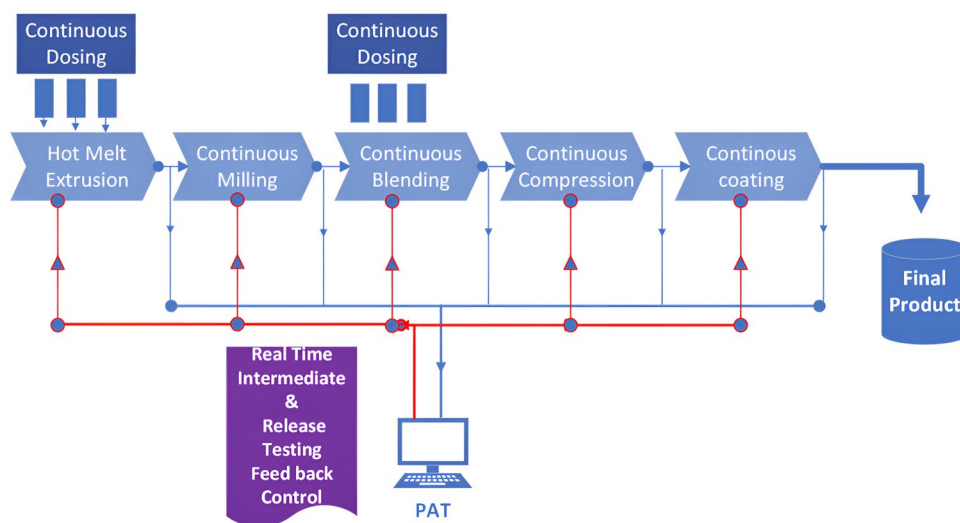 Continuous
Dosing
Continuous
Dosing
Hot Melt
Extrusion
Continuous
Milling
Continuous
Blending
Continuous
Compression
Continous
coating
Final
Product
Real Time
Intermediate
&
Release
Testing
Feed back
Control
PAT